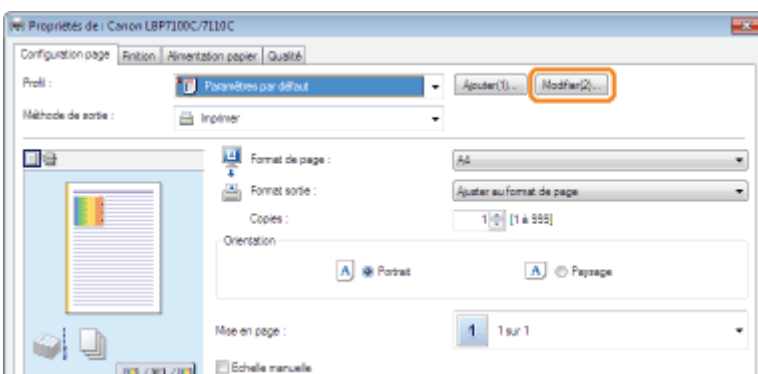 Propriétés de : Canon LBP7100C/7110C
Configuration page Finition Alimentation papier Qualité
Profil : Paramètres par défaut Ajouter(1)... Modifier(2)...
Méthode de sortie : Imprimer
Format de page : A4
Format sortie : Ajuster au format de page
Copies : 1 [1 à 999]
Orientation
A Portrait A Paysage
Mise en page : 1 1 sur 1
Echelle manuelle